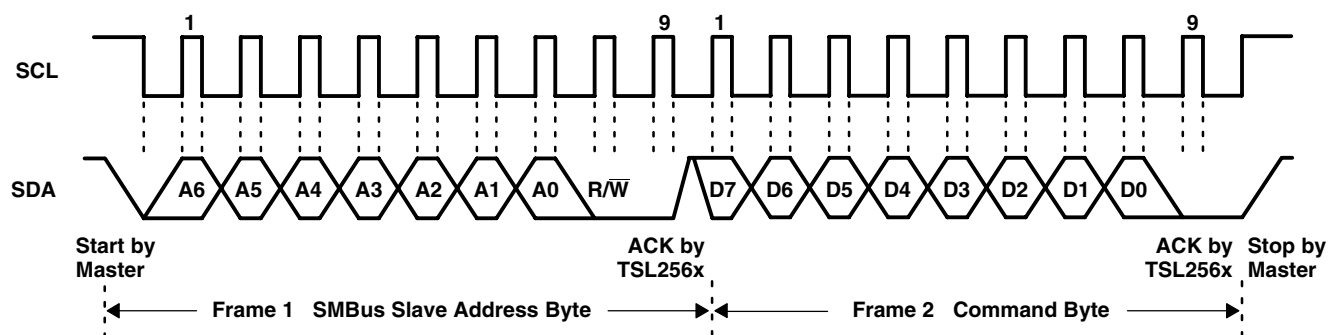 1 9 1 9
SCL
SDA A6 A5 A4 A3 A2 A1 A0 R/W̅ D7 D6 D5 D4 D3 D2 D1 D0
Start by
Master
ACK by
TSL256x
ACK by
TSL256x
Stop by
Master
Frame 1 SMBus Slave Address Byte
Frame 2 Command Byte